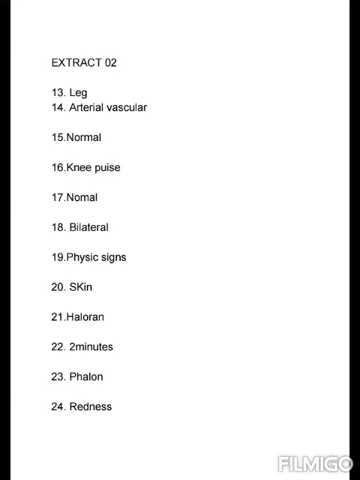 EXTRACT 02
13. Leg
14. Arterial vascular
15.Normal
16.Knee puise
17.Nomal
18. Bilateral
19.Physic signs
20. SKin
21.Haloran
22. 2minutes
23. Phalon
24. Redness
FILMIGO